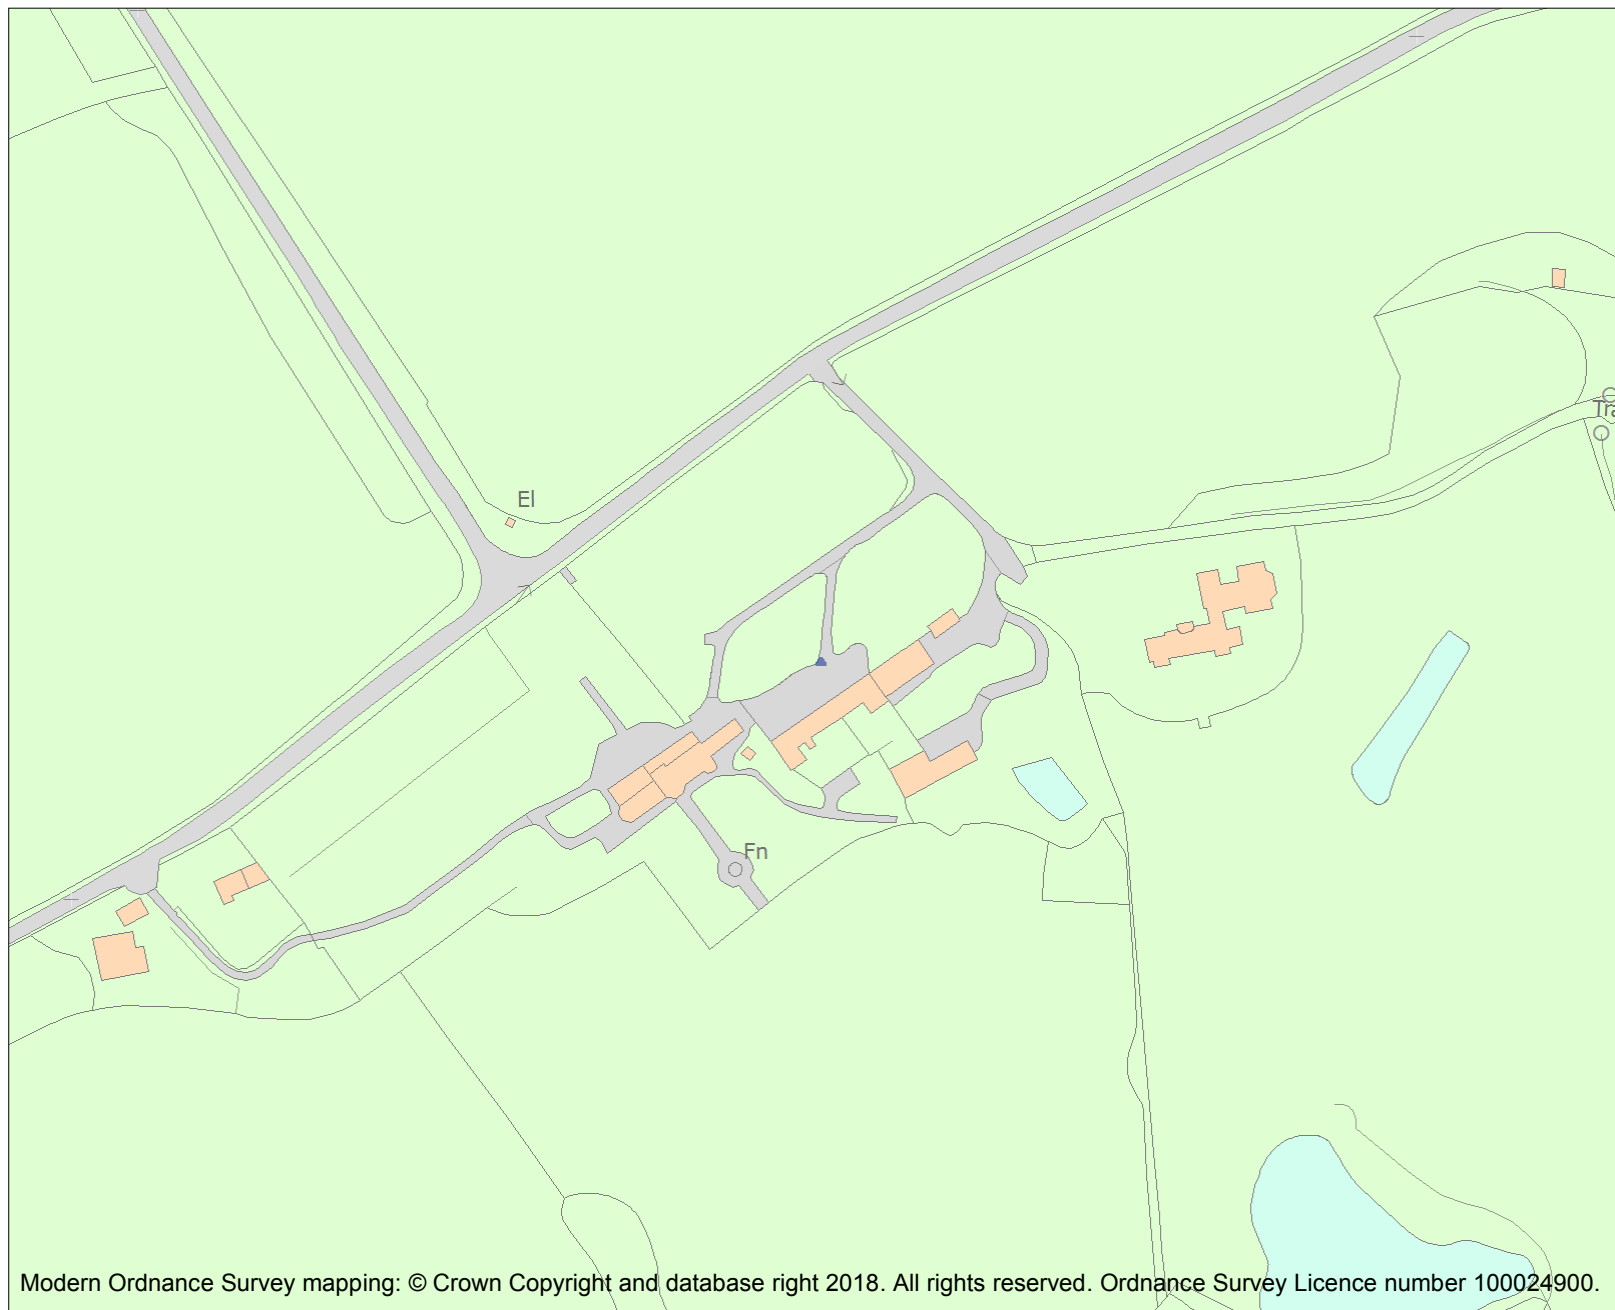 Tra
El
Fn
Modern Ordnance Survey mapping: © Crown Copyright and database right 2018. All rights reserved. Ordnance Survey Licence number 100024900.